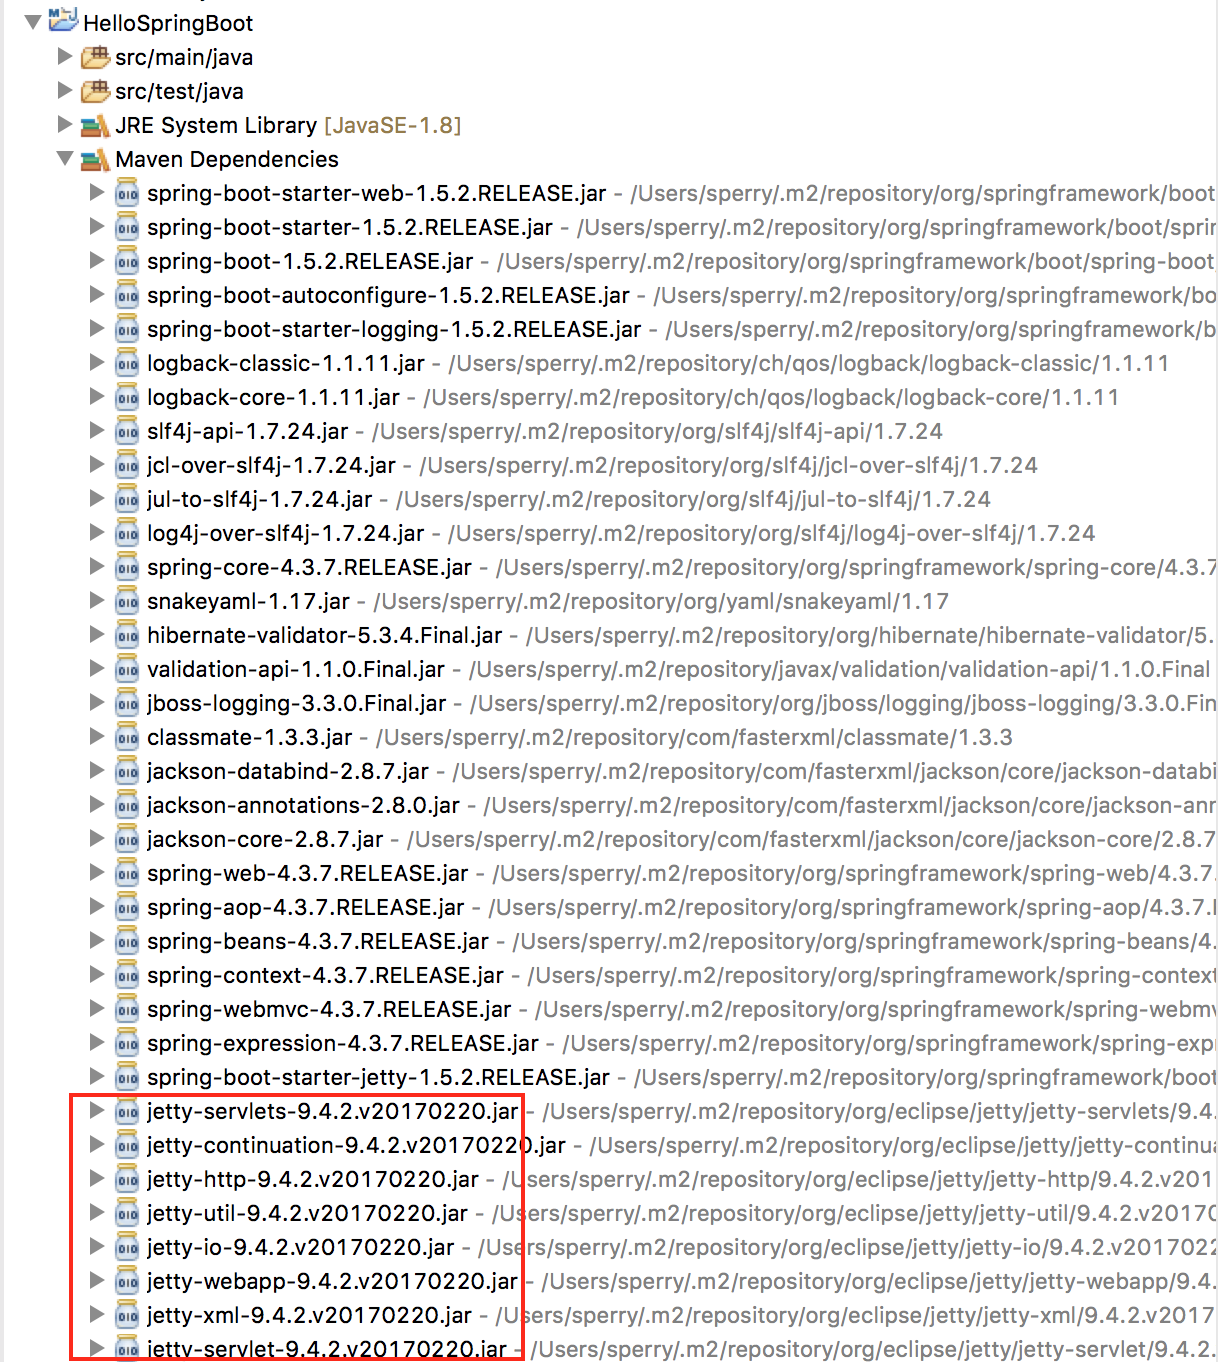 HelloSpringBoot
src/main/java
src/test/java
JRE System Library [JavaSE-1.8]
Maven Dependencies
spring-boot-starter-web-1.5.2.RELEASE.jar - /Users/sperry/.m2/repository/org/springframework/boot
spring-boot-starter-1.5.2.RELEASE.jar - /Users/sperry/.m2/repository/org/springframework/boot/sprin
spring-boot-1.5.2.RELEASE.jar - /Users/sperry/.m2/repository/org/springframework/boot/spring-boot
spring-boot-autoconfigure-1.5.2.RELEASE.jar - /Users/sperry/.m2/repository/org/springframework/bo
spring-boot-starter-logging-1.5.2.RELEASE.jar - /Users/sperry/.m2/repository/org/springframework/b
logback-classic-1.1.11.jar - /Users/sperry/.m2/repository/ch/qos/logback/logback-classic/1.1.11
logback-core-1.1.11.jar - /Users/sperry/.m2/repository/ch/qos/logback/logback-core/1.1.11
slf4j-api-1.7.24.jar - /Users/sperry/.m2/repository/org/slf4j/slf4j-api/1.7.24
jcl-over-slf4j-1.7.24.jar - /Users/sperry/.m2/repository/org/slf4j/jcl-over-slf4j/1.7.24
jul-to-slf4j-1.7.24.jar - /Users/sperry/.m2/repository/org/slf4j/jul-to-slf4j/1.7.24
log4j-over-slf4j-1.7.24.jar - /Users/sperry/.m2/repository/org/slf4j/log4j-over-slf4j/1.7.24
spring-core-4.3.7.RELEASE.jar - /Users/sperry/.m2/repository/org/springframework/spring-core/4.3.7
snakeyaml-1.17.jar - /Users/sperry/.m2/repository/org/yaml/snakeyaml/1.17
hibernate-validator-5.3.4.Final.jar - /Users/sperry/.m2/repository/org/hibernate/hibernate-validator/5.
validation-api-1.1.0.Final.jar - /Users/sperry/.m2/repository/javax/validation/validation-api/1.1.0.Final
jboss-logging-3.3.0.Final.jar - /Users/sperry/.m2/repository/org/jboss/logging/jboss-logging/3.3.0.Fin
classmate-1.3.3.jar - /Users/sperry/.m2/repository/com/fasterxml/classmate/1.3.3
jackson-databind-2.8.7.jar - /Users/sperry/.m2/repository/com/fasterxml/jackson/core/jackson-databi
jackson-annotations-2.8.0.jar - /Users/sperry/.m2/repository/com/fasterxml/jackson/core/jackson-ann
jackson-core-2.8.7.jar - /Users/sperry/.m2/repository/com/fasterxml/jackson/core/jackson-core/2.8.7
spring-web-4.3.7.RELEASE.jar - /Users/sperry/.m2/repository/org/springframework/spring-web/4.3.7.
spring-aop-4.3.7.RELEASE.jar - /Users/sperry/.m2/repository/org/springframework/spring-aop/4.3.7.
spring-beans-4.3.7.RELEASE.jar - /Users/sperry/.m2/repository/org/springframework/spring-beans/4.
spring-context-4.3.7.RELEASE.jar - /Users/sperry/.m2/repository/org/springframework/spring-context
spring-webmvc-4.3.7.RELEASE.jar - /Users/sperry/.m2/repository/org/springframework/spring-webmv
spring-expression-4.3.7.RELEASE.jar - /Users/sperry/.m2/repository/org/springframework/spring-expr
spring-boot-starter-jetty-1.5.2.RELEASE.jar - /Users/sperry/.m2/repository/org/springframework/boot
jetty-servlets-9.4.2.v20170220.jar - /Users/sperry/.m2/repository/org/eclipse/jetty/jetty-servlets/9.4.
jetty-continuation-9.4.2.v20170220.jar - /Users/sperry/.m2/repository/org/eclipse/jetty/jetty-continua
jetty-http-9.4.2.v20170220.jar - /Users/sperry/.m2/repository/org/eclipse/jetty/jetty-http/9.4.2.v201
jetty-util-9.4.2.v20170220.jar - /Users/sperry/.m2/repository/org/eclipse/jetty/jetty-util/9.4.2.v20170
jetty-io-9.4.2.v20170220.jar - /Users/sperry/.m2/repository/org/eclipse/jetty/jetty-io/9.4.2.v2017022
jetty-webapp-9.4.2.v20170220.jar - /Users/sperry/.m2/repository/org/eclipse/jetty/jetty-webapp/9.4.
jetty-xml-9.4.2.v20170220.jar - /Users/sperry/.m2/repository/org/eclipse/jetty/jetty-xml/9.4.2.v2017
jetty-servlet-9.4.2.v20170220.jar - /Users/sperry/.m2/repository/org/eclipse/jetty/jetty-servlet/9.4.2.